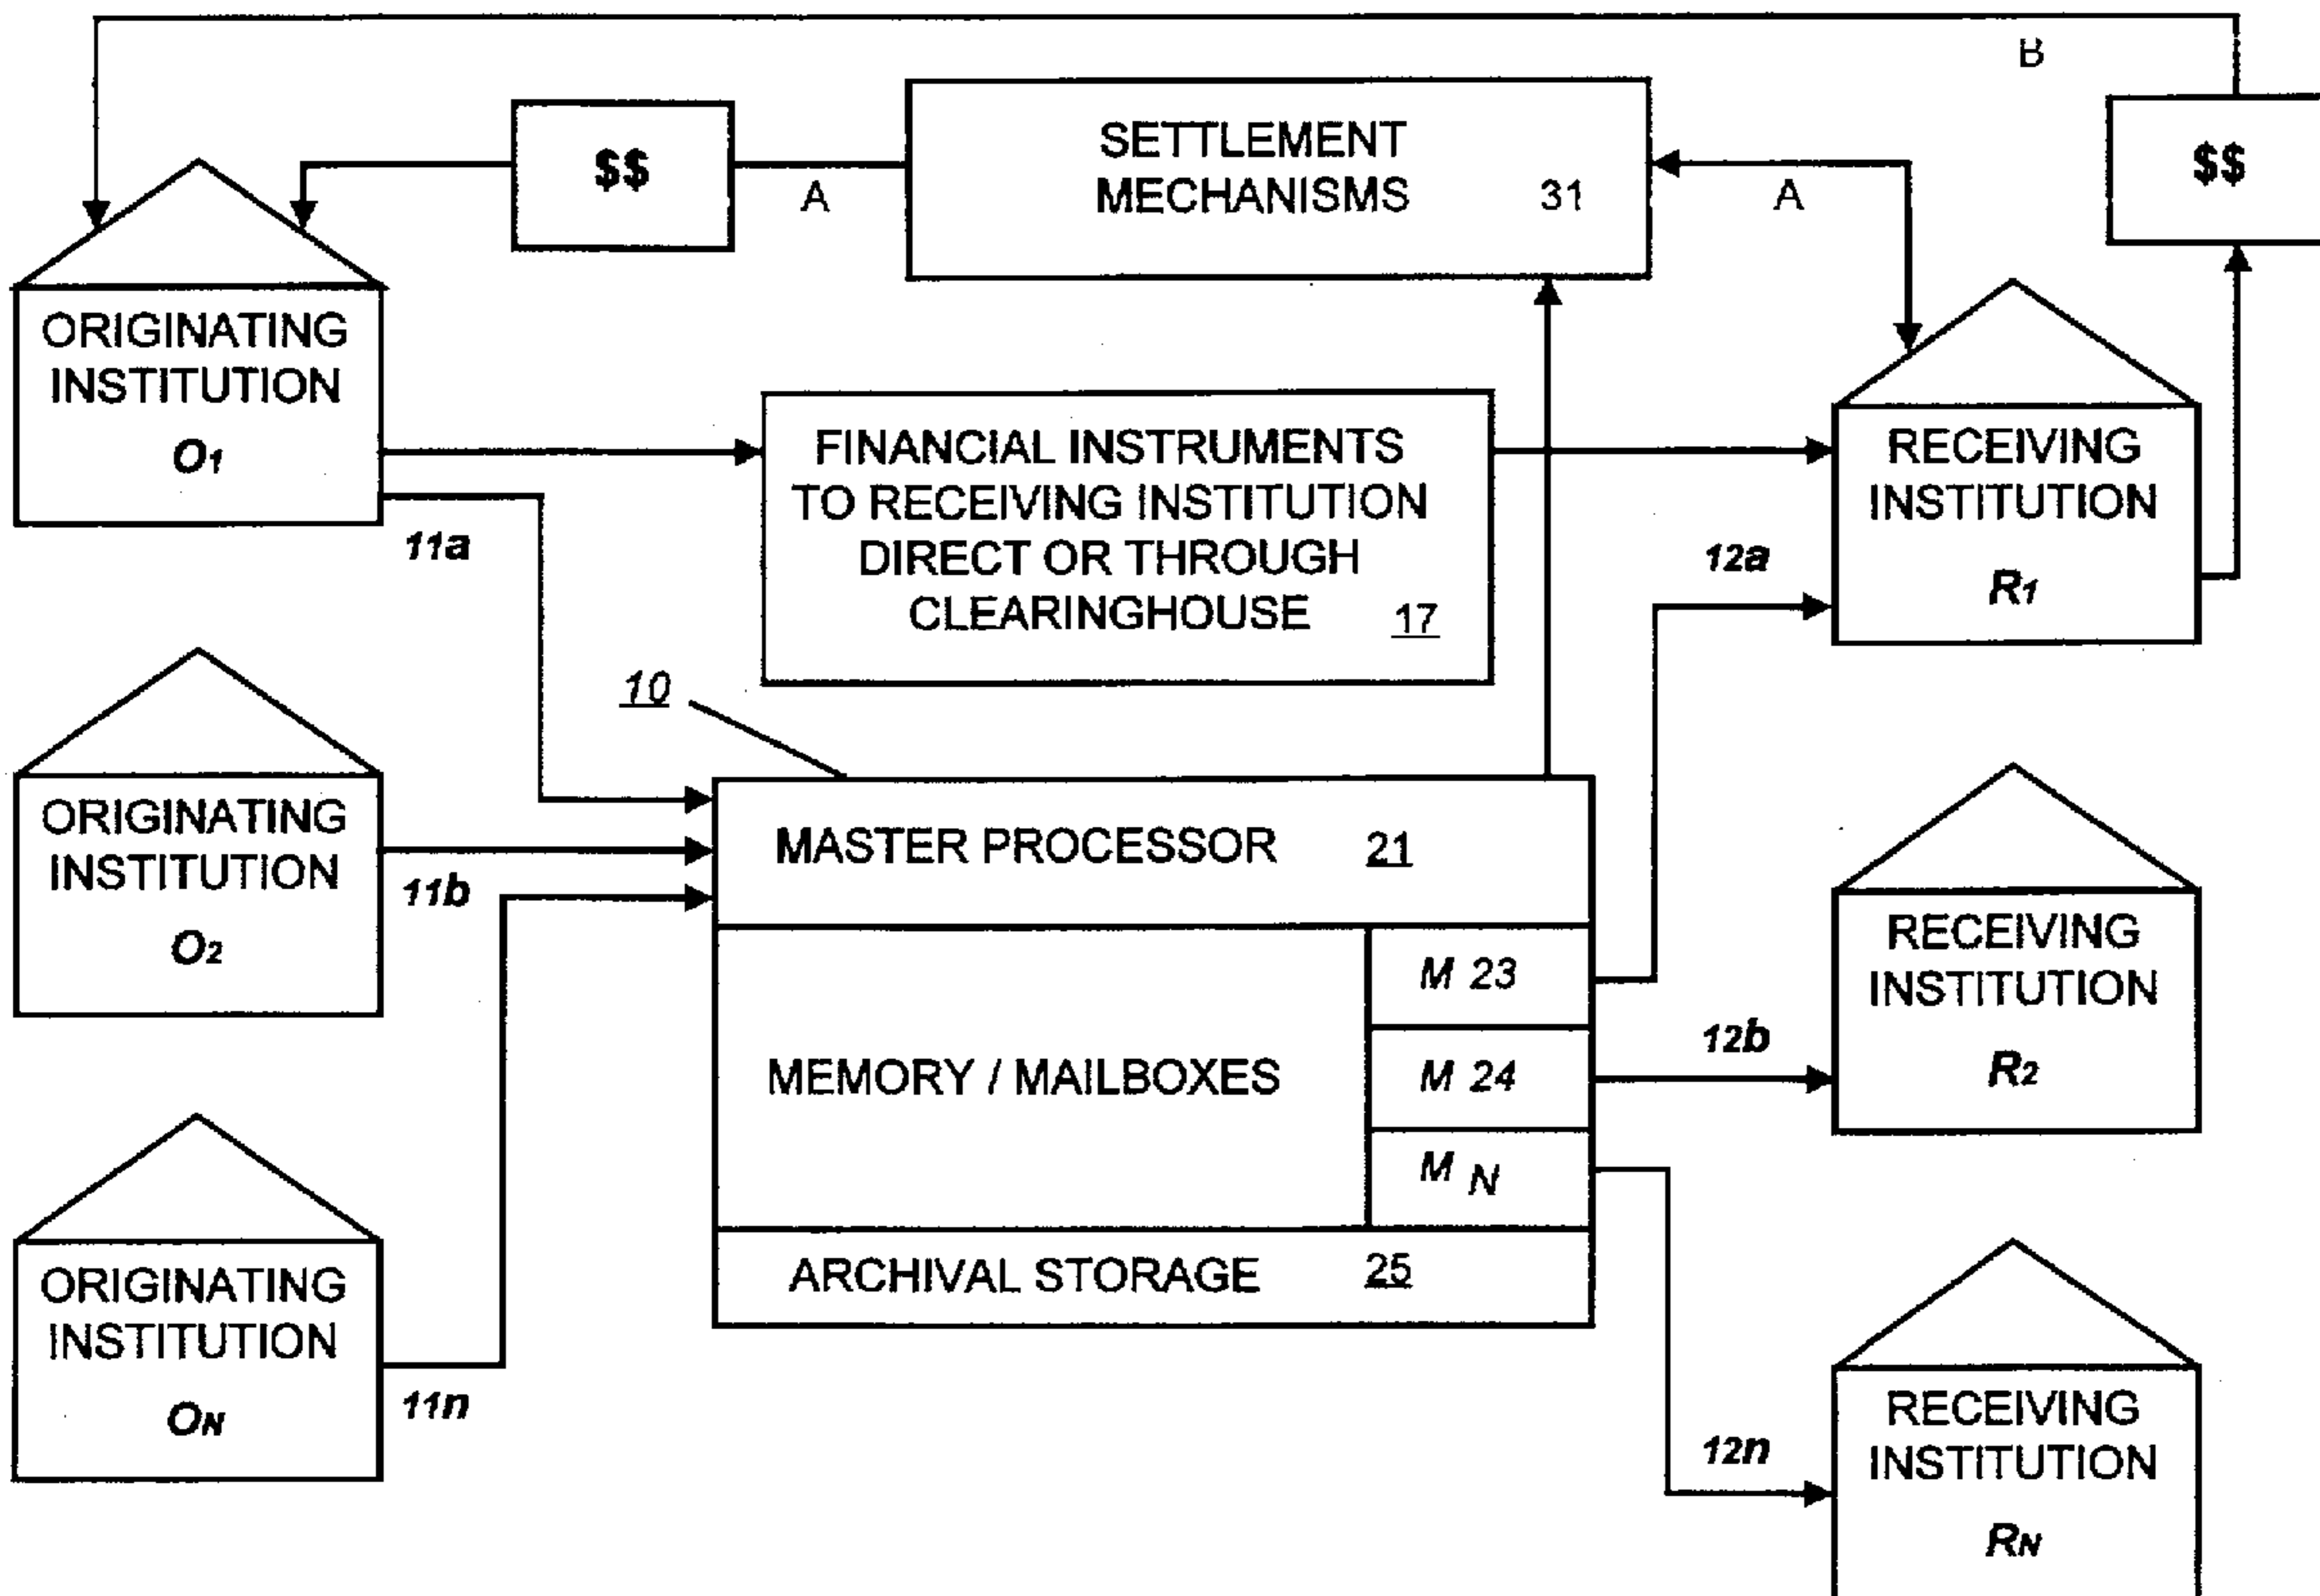 B
$$
A
SETTLEMENT
MECHANISMS 31
A
$$
ORIGINATING
INSTITUTION
O1
11a
FINANCIAL INSTRUMENTS
TO RECEIVING INSTITUTION
DIRECT OR THROUGH
CLEARINGHOUSE 17
RECEIVING
INSTITUTION
R1
12a
10
ORIGINATING
INSTITUTION
O2
11b
MASTER PROCESSOR 21
MEMORY / MAILBOXES
M 23
M 24
M N
ARCHIVAL STORAGE 25
12b
RECEIVING
INSTITUTION
R2
ORIGINATING
INSTITUTION
ON
11n
12n
RECEIVING
INSTITUTION
RN